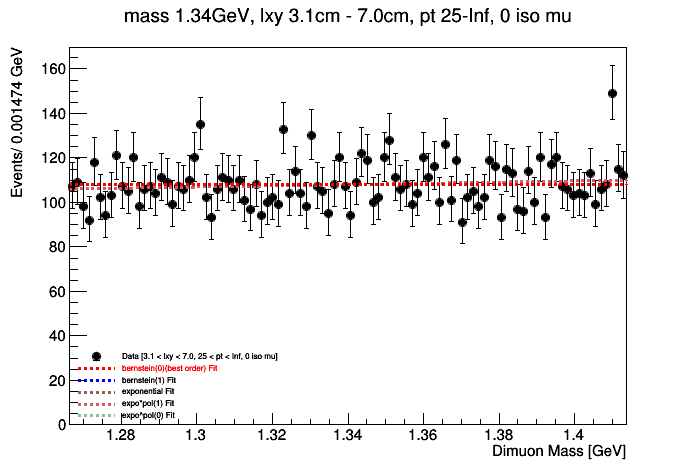 mass 1.34GeV, lxy 3.1cm - 7.0cm, pt 25-Inf, 0 iso mu
Events/ 0.001474 GeV
160
140
120
100
80
60
40
20
0
Data [3.1 < lxy < 7.0, 25 < pt < Inf, 0 iso mu]
bernstein(0)(best order) Fit
bernstein(1) Fit
exponential Fit
expo*pol(1) Fit
expo*pol(0) Fit
1.28 1.3 1.32 1.34 1.36 1.38 1.4
Dimuon Mass [GeV]